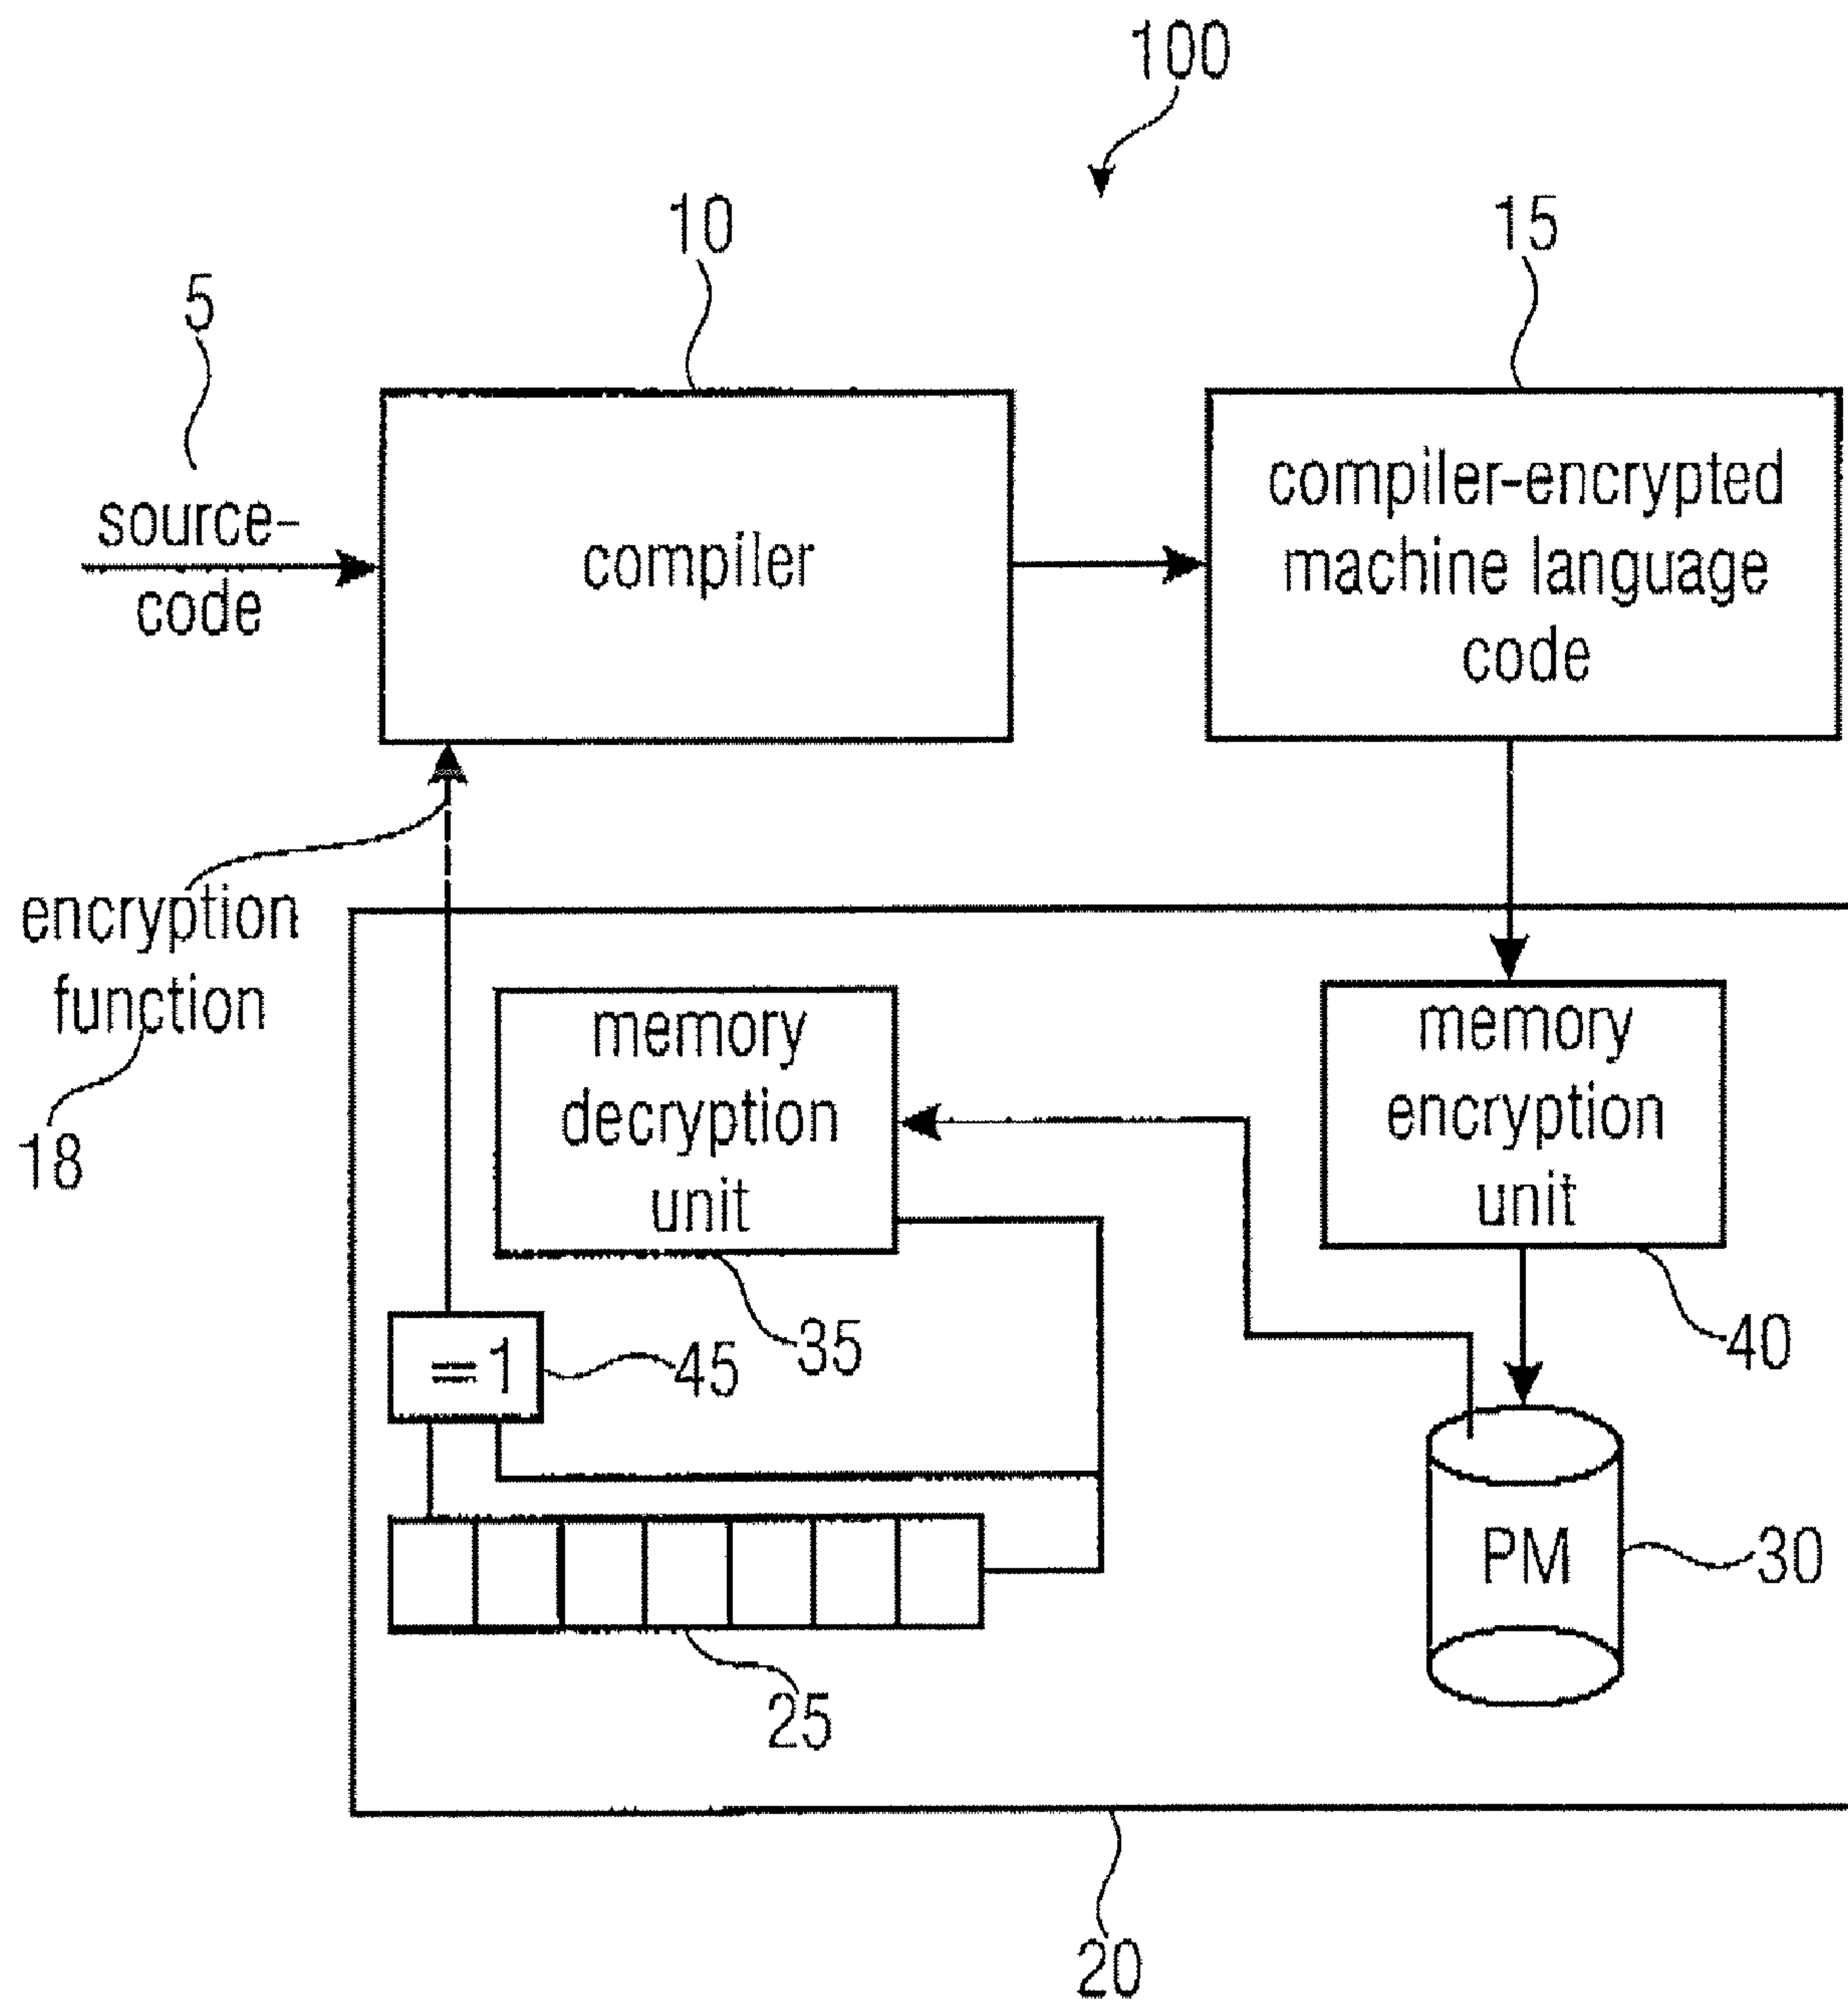 100
10
15
5
source-
code
compiler
compiler-encrypted
machine language
code
encryption
function
18
memory
decryption
unit
memory
encryption
unit
35
40
=1
45
PM
30
25
20